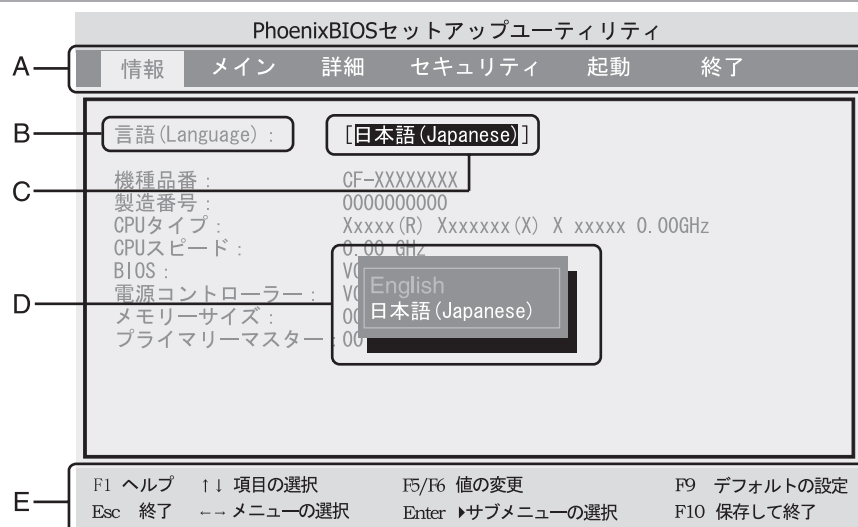 PhoenixBIOSセットアップユーティリティ
A
情報 メイン 詳細 セキュリティ 起動 終了
B
言語(Language) : [日本語(Japanese)]
C
機種品番 : CF-XXXXXXXX
製造番号 : 0000000000
CPUタイプ : Xxxxx(R) Xxxxxxx(X) X xxxxx 0.00GHz
CPUスピード : 0.00 GHz
BIOS : V0
電源コントローラー : V0
メモリーサイズ : 00
プライマリーマスター : 00
D
English
日本語(Japanese)
E
F1 ヘルプ ↑↓ 項目の選択 F5/F6 値の変更 F9 デフォルトの設定
Esc 終了 ←→ メニューの選択 Enter ▶サブメニューの選択 F10 保存して終了